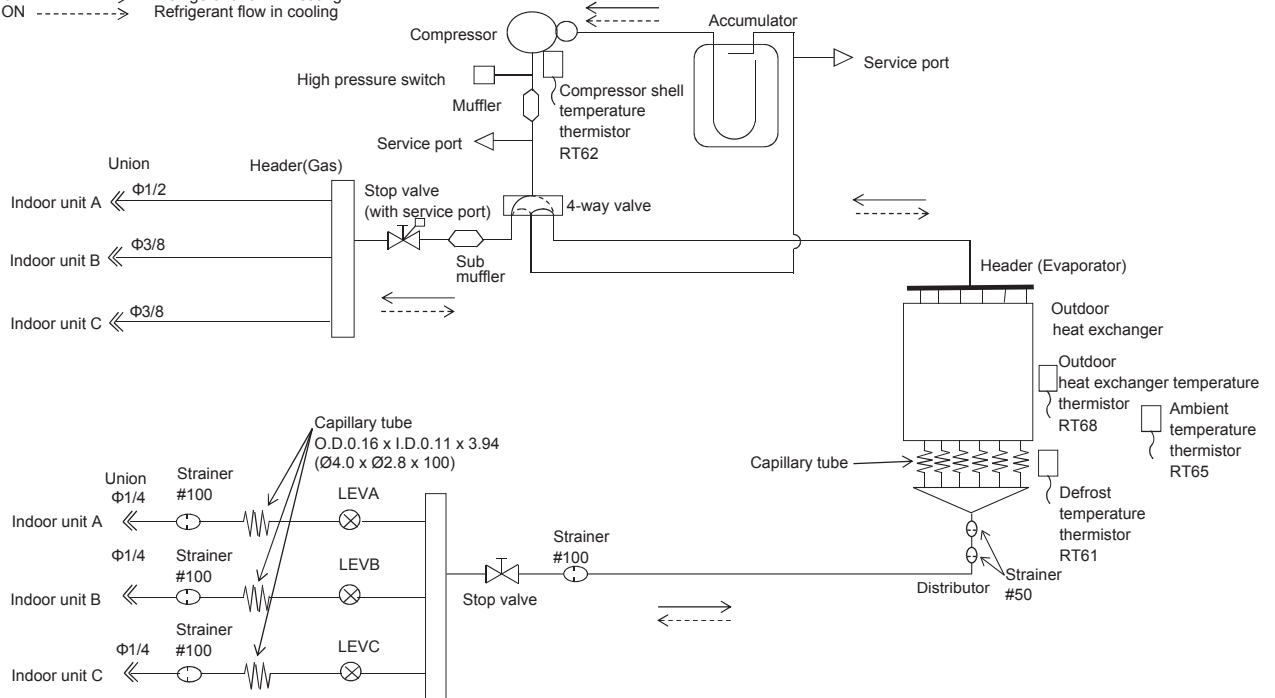 ON Refrigerant flow in cooling
Compressor
Accumulator
Service port
High pressure switch
Compressor shell
temperature
thermistor
RT62
Muffler
Service port
Union
Header(Gas)
Indoor unit A
Φ1/2
Stop valve
(with service port)
4-way valve
Indoor unit B
Φ3/8
Sub
muffler
Header (Evaporator)
Indoor unit C
Φ3/8
Outdoor
heat exchanger
Outdoor
heat exchanger temperature
thermistor
RT68
Ambient
temperature
thermistor
RT65
Capillary tube
O.D.0.16 x I.D.0.11 x 3.94
(Ø4.0 x Ø2.8 x 100)
Capillary tube
Union
Φ1/4
Strainer
#100
LEVA
Indoor unit A
Defrost
temperature
thermistor
RT61
Φ1/4
Strainer
#100
LEVB
Indoor unit B
Strainer
#100
Stop valve
Distributor
Strainer
#50
Φ1/4
Strainer
#100
LEVC
Indoor unit C